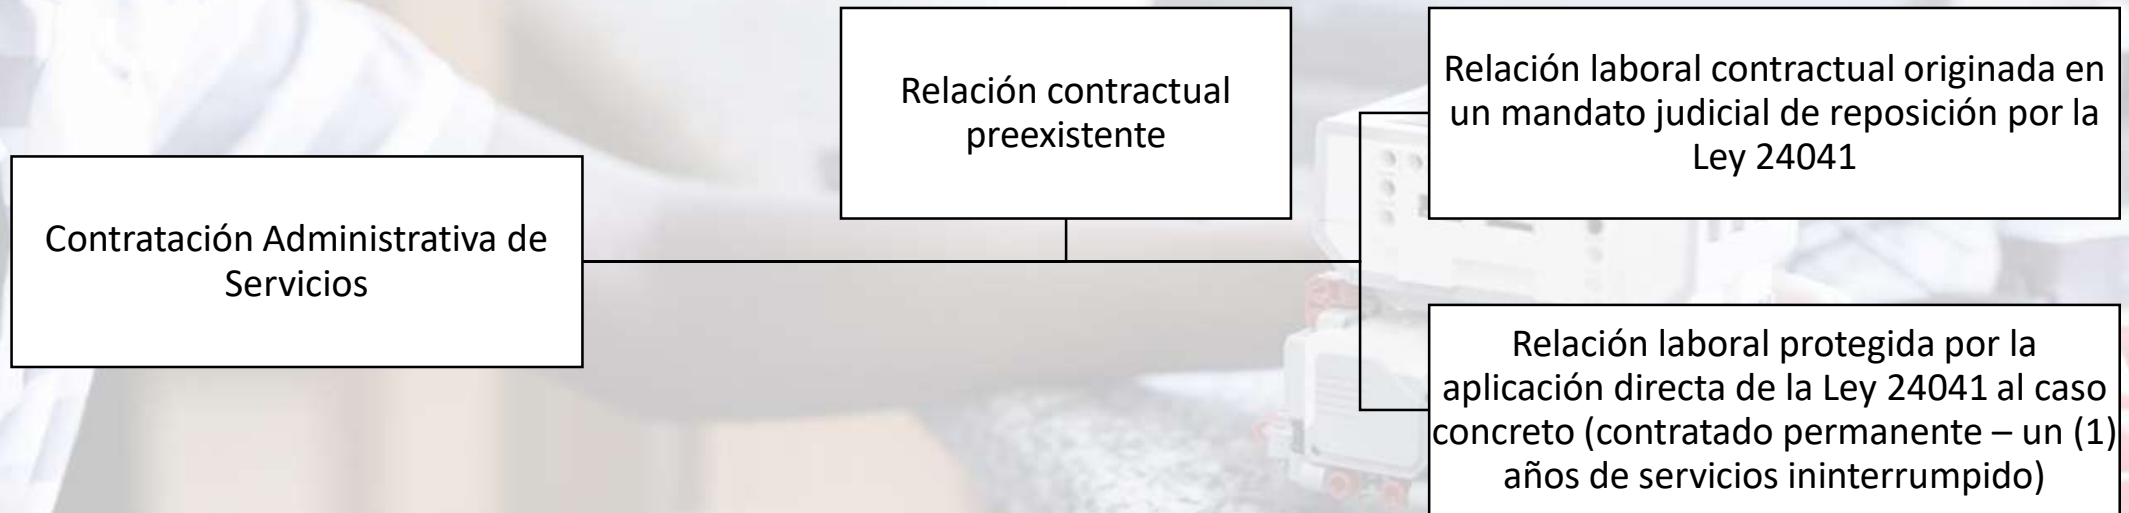 Contratación Administrativa de
Servicios
Relación contractual
preexistente
Relación laboral contractual originada en
un mandato judicial de reposición por la
Ley 24041
Relación laboral protegida por la
aplicación directa de la Ley 24041 al caso
concreto (contratado permanente – un (1)
años de servicios ininterrumpido)